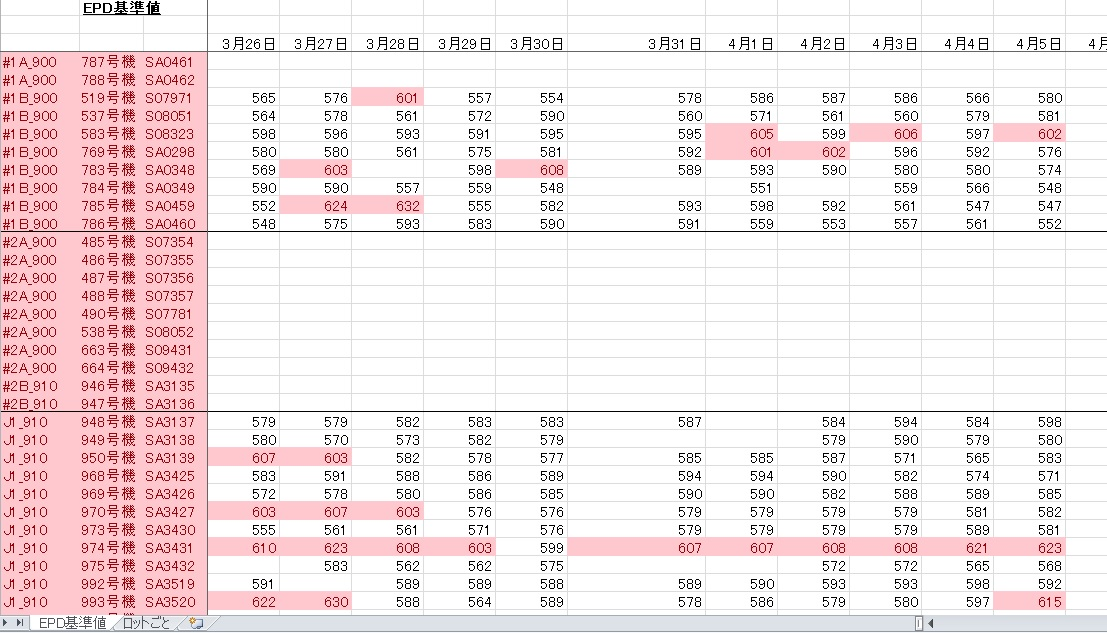 EPD基準値
3月26日 3月27日 3月28日 3月29日 3月30日 3月31日 4月1日 4月2日 4月3日 4月4日 4月5日 4月
#1A_900 787号機 SA0461
#1A_900 788号機 SA0462
#1B_900 519号機 S07971 565 576 601 557 554 578 586 587 586 566 580
#1B_900 537号機 S08051 564 578 561 572 590 560 571 561 560 579 581
#1B_900 583号機 S08323 598 596 593 591 595 595 605 599 606 597 602
#1B_900 769号機 SA0298 580 580 561 575 581 592 601 602 596 592 576
#1B_900 783号機 SA0348 569 603 598 608 589 593 590 580 580 574
#1B_900 784号機 SA0349 590 590 557 559 548 551 559 566 548
#1B_900 785号機 SA0459 552 624 632 555 582 593 598 592 561 547 547
#1B_900 786号機 SA0460 548 575 593 583 590 591 559 553 557 561 552
#2A_900 485号機 S07354
#2A_900 486号機 S07355
#2A_900 487号機 S07356
#2A_900 488号機 S07357
#2A_900 490号機 S07781
#2A_900 538号機 S08052
#2A_900 663号機 S09431
#2A_900 664号機 S09432
#2B_910 946号機 SA3135
#2B_910 947号機 SA3136
J1_910 948号機 SA3137 579 579 582 583 583 587 584 594 584 598
J1_910 949号機 SA3138 580 570 573 582 579 579 590 579 580
J1_910 950号機 SA3139 607 603 582 578 577 585 585 587 571 565 583
J1_910 968号機 SA3425 583 591 588 586 589 594 594 590 582 574 571
J1_910 969号機 SA3426 572 578 580 586 585 590 590 582 588 589 585
J1_910 970号機 SA3427 603 607 603 576 576 579 579 579 579 581 582
J1_910 973号機 SA3430 555 561 561 571 576 579 579 579 579 589 581
J1_910 974号機 SA3431 610 623 608 603 599 607 607 608 608 621 623
J1_910 975号機 SA3432 583 562 562 575 572 572 565 568
J1_910 992号機 SA3519 591 589 589 588 589 590 593 593 598 592
J1_910 993号機 SA3520 622 630 588 564 589 578 586 579 580 597 615
EPD基準値 ロットごと